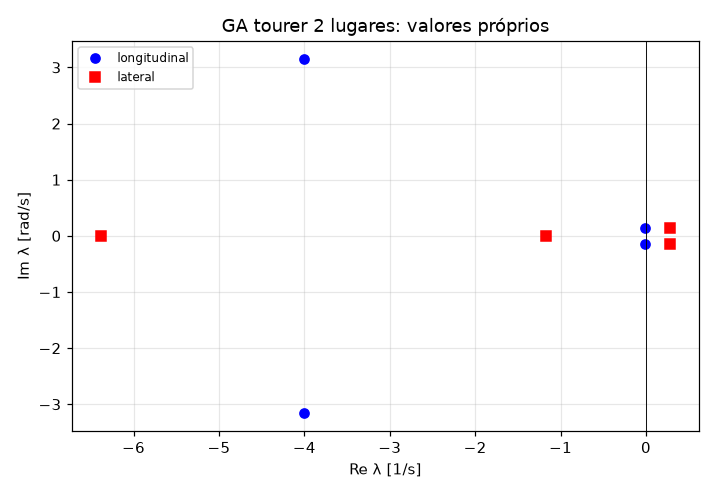 GA tourer 2 lugares: valores próprios
longitudinal
lateral
Im λ [rad/s]
3
2
1
0
−1
−2
−3
−6
−5
−4
−3
−2
−1
0
Re λ [1/s]